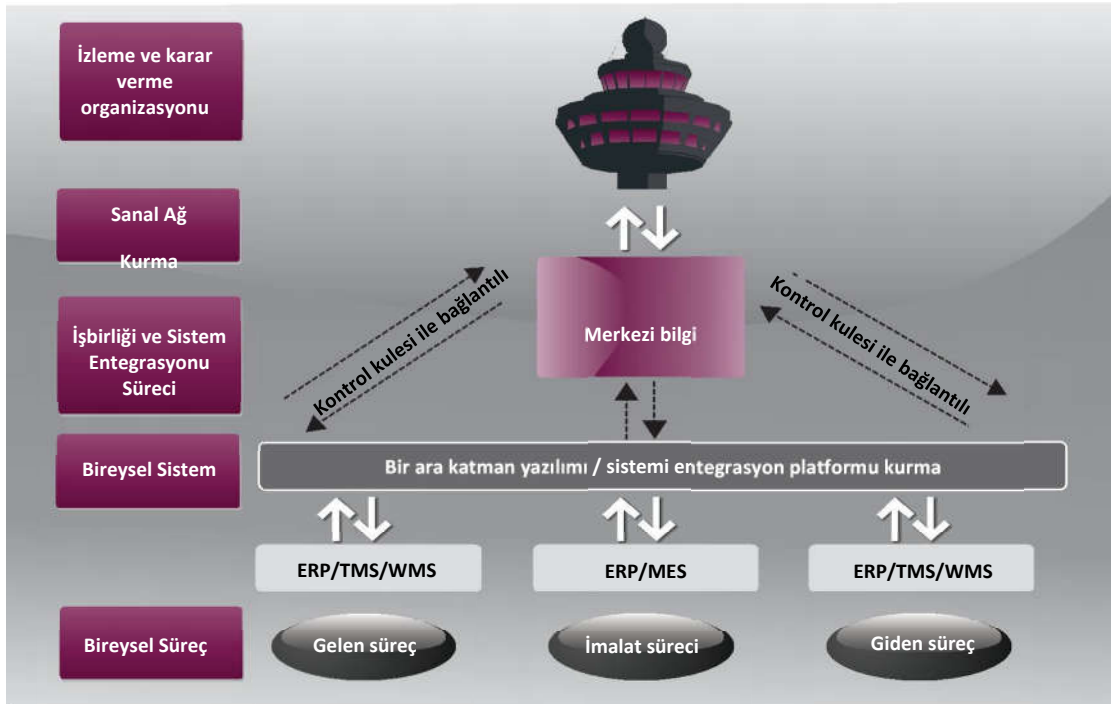 İzleme ve karar
verme
organizasyonu
Sanal Ağ
Kurma
Kontrol kulesi ile bağlantılı
Kontrol kulesi ile bağlantılı
İşbirliği ve Sistem
Entegrasyonu
Süreci
Merkezi bilgi
Bireysel Sistem
Bir ara katman yazılımı / sistemi entegrasyon platformu kurma
ERP/TMS/WMS
ERP/MES
ERP/TMS/WMS
Bireysel Süreç
Gelen süreç
İmalat süreci
Giden süreç